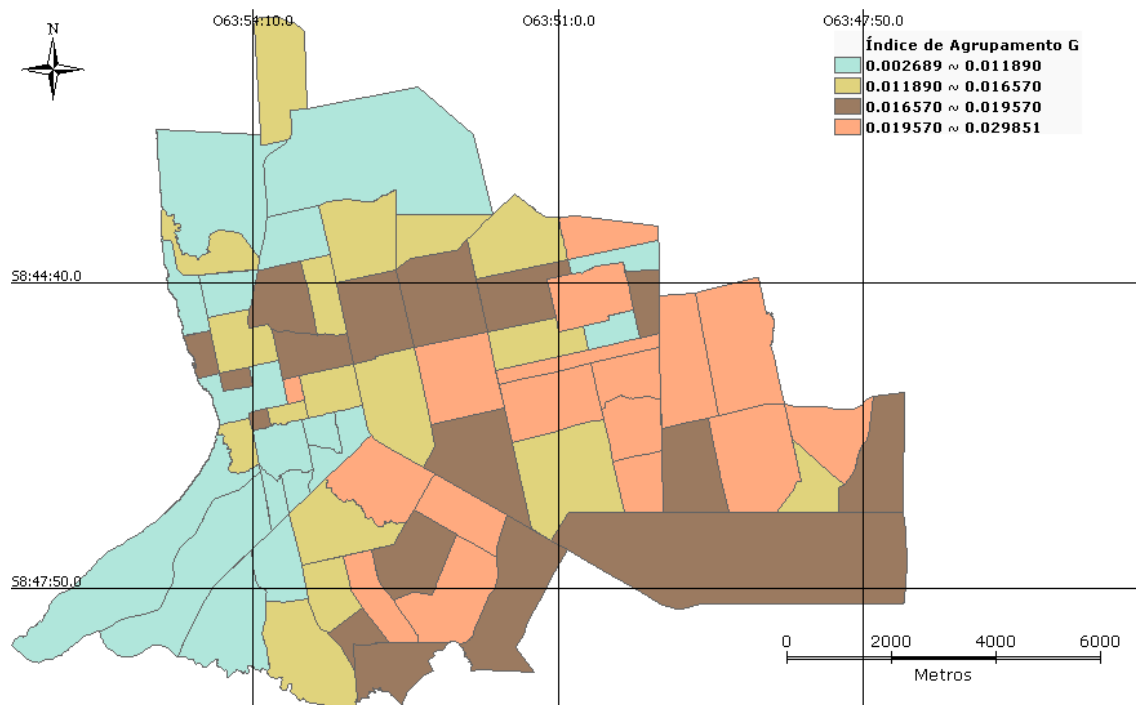 O63:54:10.0
O63:51:0.0
O63:47:50.0
N
Índice de Agrupamento G
0.002689 ~ 0.011890
0.011890 ~ 0.016570
0.016570 ~ 0.019570
0.019570 ~ 0.029851
S8:44:40.0
S8:47:50.0
0 2000 4000 6000
Metros